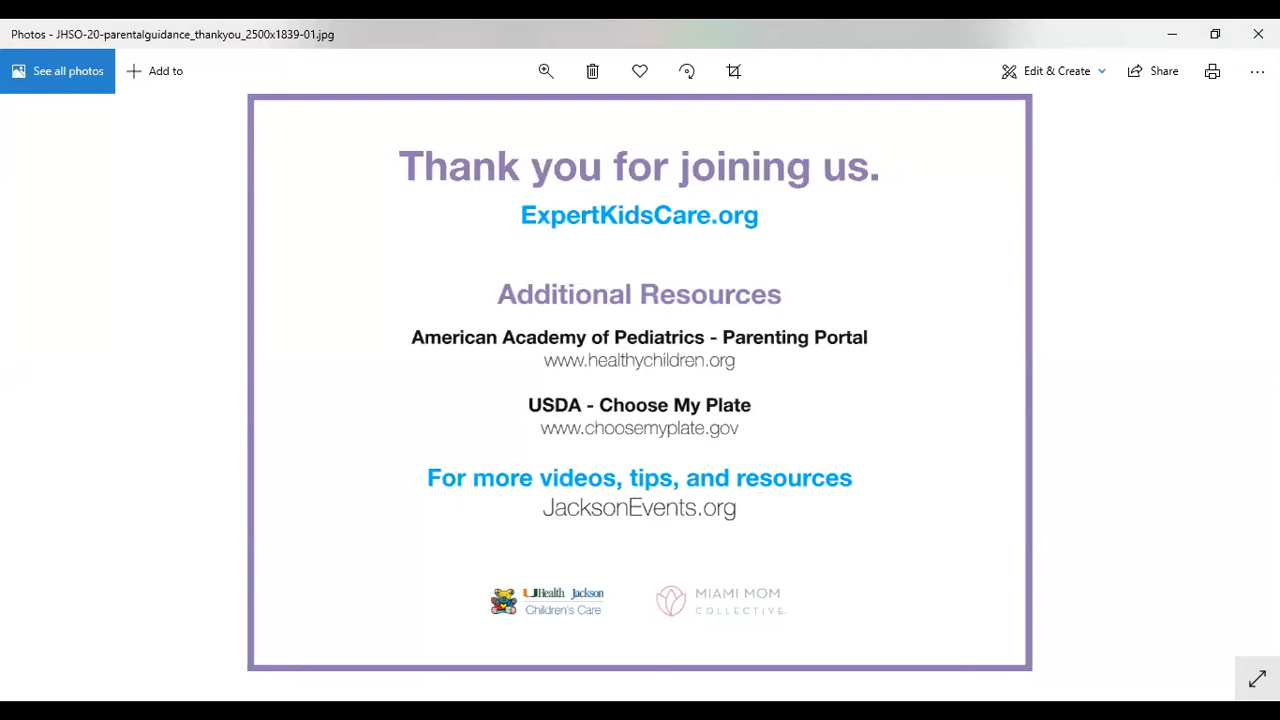 Photos - JHSO-20-parentalguidance_thankyou_2500x1839-01.jpg
See all photos
Add to
Edit & Create
Share
Thank you for joining us.
ExpertKidsCare.org
Additional Resources
American Academy of Pediatrics - Parenting Portal
www.healthychildren.org
USDA - Choose My Plate
www.choosemyplate.gov
For more videos, tips, and resources
JacksonEvents.org
UHealth Jackson
Children's Care
MIAMI MOM
COLLECTIVE